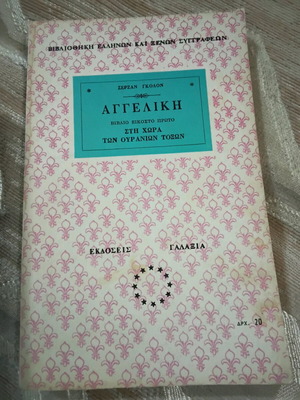 ΒΙΒΛΙΟΘΗΚΗ ΕΛΛΗΝΩΝ ΚΑΙ ΞΕΝΩΝ ΣΥΓΓΡΑΦΕΩΝ
ΣΕΡΖΑΝ ΓΚΟΛΟΝ
ΑΓΓΕΛΙΚΗ
ΒΙΒΛΙΟ ΕΙΚΟΣΤΟ ΠΡΩΤΟ
ΣΤΗ ΧΩΡΑ
ΤΩΝ ΟΥΡΑΝΙΩΝ ΤΟΞΩΝ
ΕΚΔΟΣΕΙΣ ΓΑΛΑΞΙΑ
ΔΡΧ. 20